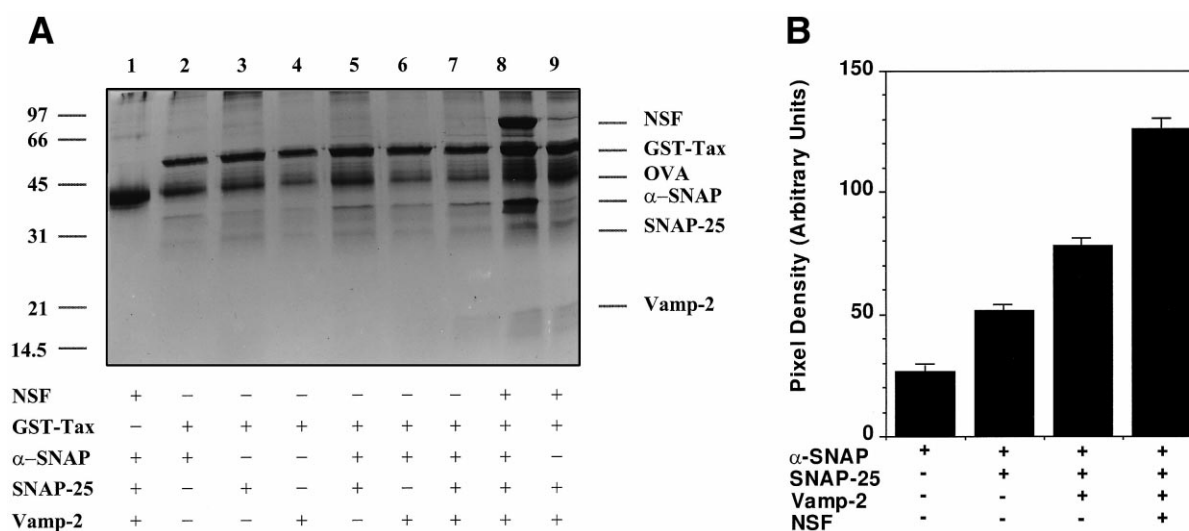 A
1 2 3 4 5 6 7 8 9
97
66
45
31
21
14.5
NSF
GST-Tax
OVA
α–SNAP
SNAP-25
Vamp-2
NSF + – – – – – – + +
GST-Tax – + + + + + + + +
α–SNAP + + – – + + + + –
SNAP-25 + – + – + – + + +
Vamp-2 + – – + – + + + +
B
Pixel Density (Arbitrary Units)
150
100
50
0
α-SNAP + + + +
SNAP-25 - + + +
Vamp-2 - - + +
NSF - - - +